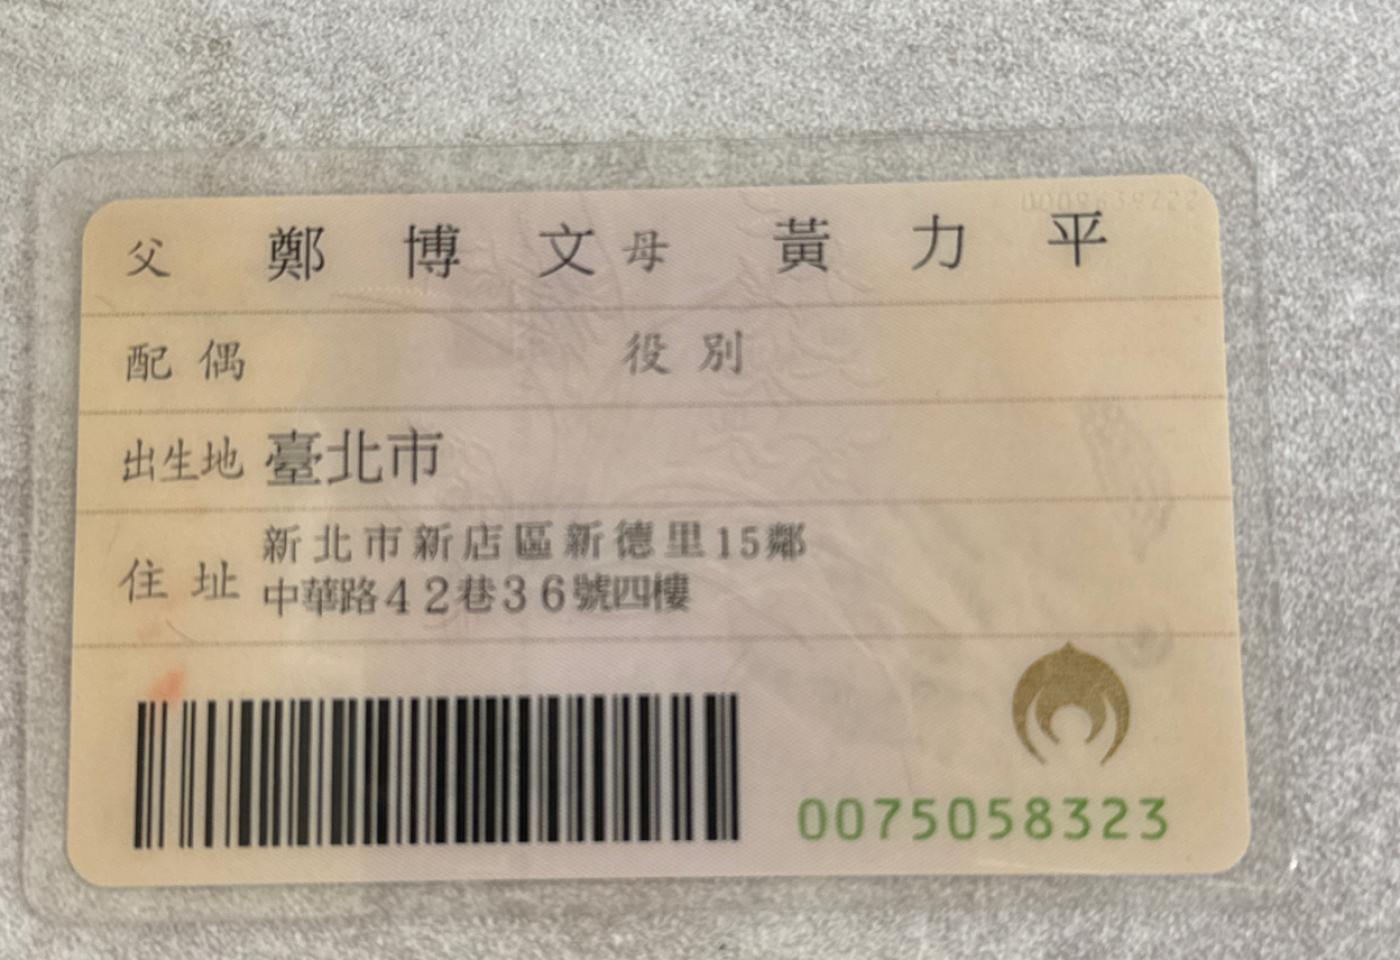 父 鄭博文 母 黃力平
配偶 役別
出生地 臺北市
住址 新北市新店區新德里15鄰
中華路42巷36號四樓
0075058323